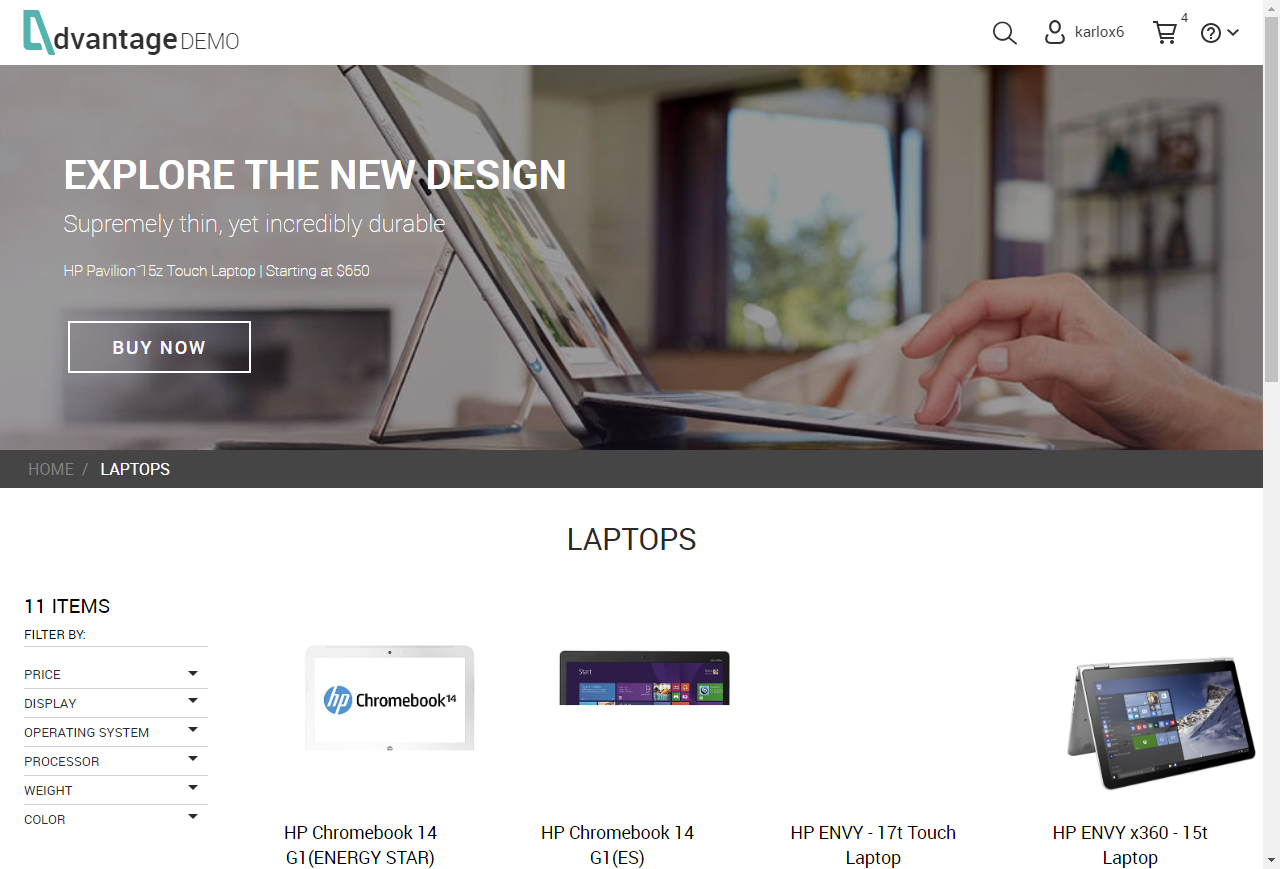 dvantage DEMO
karlox6
4
EXPLORE THE NEW DESIGN
Supremely thin, yet incredibly durable
HP Pavilion 15z Touch Laptop | Starting at $650
BUY NOW
HOME / LAPTOPS
LAPTOPS
11 ITEMS
FILTER BY:
PRICE
DISPLAY
OPERATING SYSTEM
PROCESSOR
WEIGHT
COLOR
hp Chromebook14
Start
HP Chromebook 14
G1(ENERGY STAR)
HP Chromebook 14
G1(ES)
HP ENVY - 17t Touch
Laptop
HP ENVY x360 - 15t
Laptop